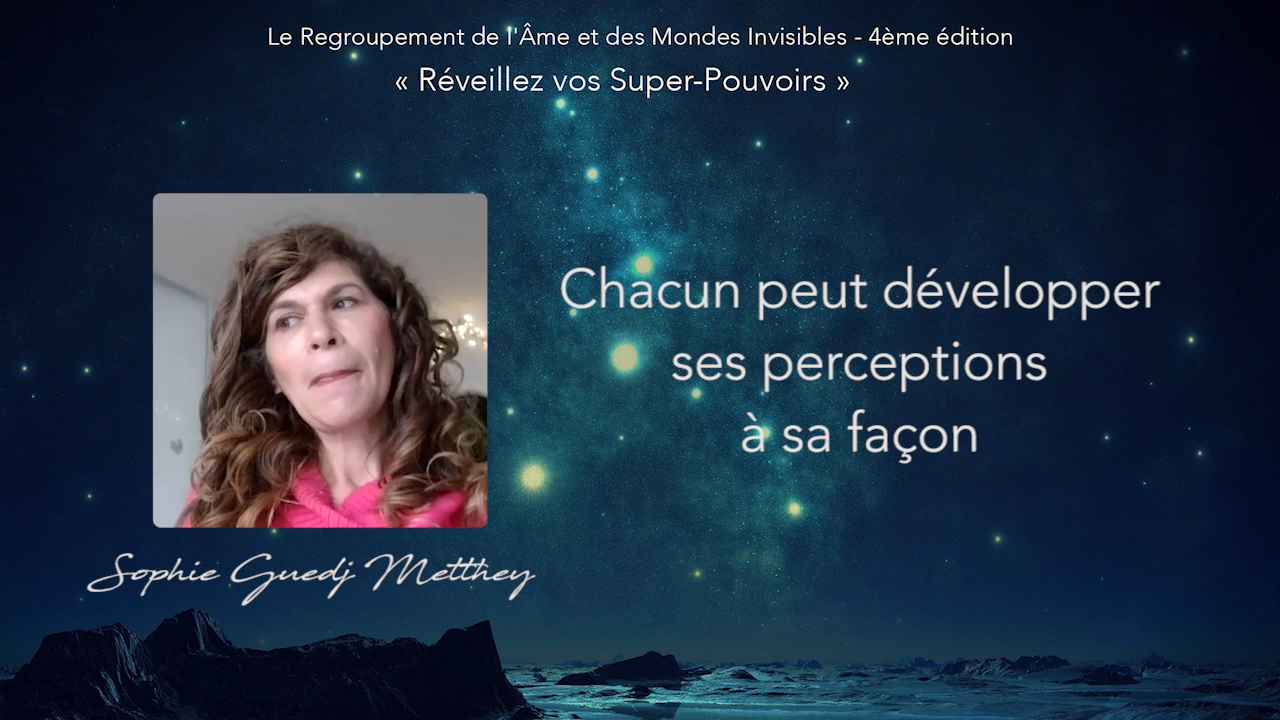 Le Regroupement de l'Âme et des Mondes Invisibles - 4ème édition
« Réveillez vos Super-Pouvoirs »
Chacun peut développer
ses perceptions
à sa façon
Sophie Guedj Metthey